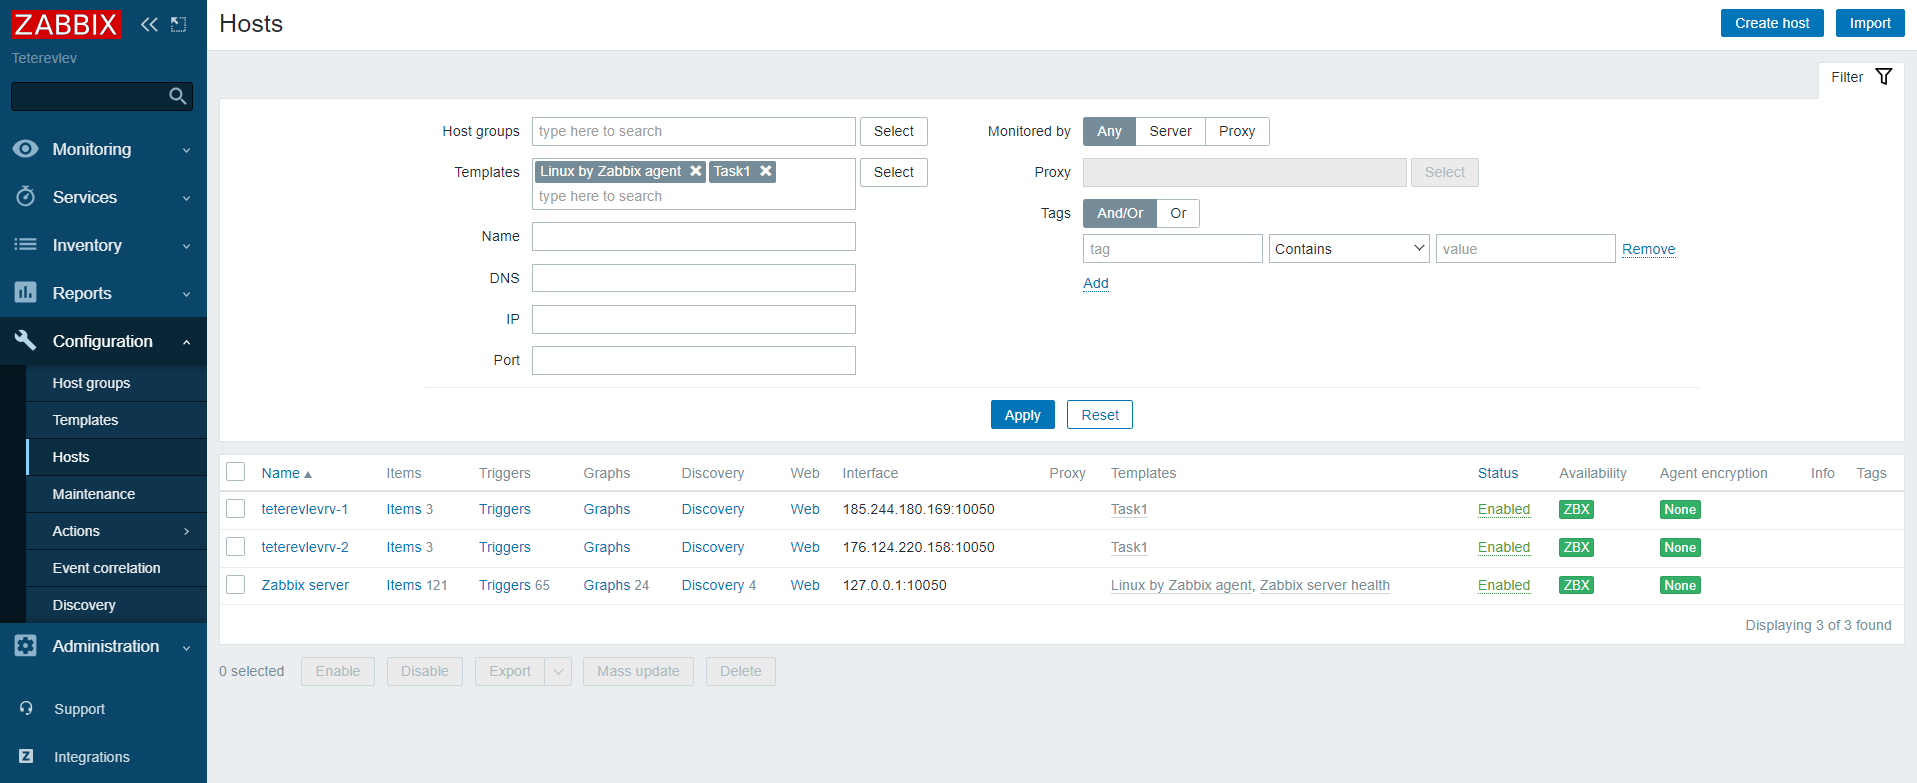 ZABBIX
Teterevlev
Monitoring
Services
Inventory
Reports
Configuration
Host groups
Templates
Hosts
Maintenance
Actions
Event correlation
Discovery
Administration
Support
Z Integrations
Hosts
Create host Import
Filter
Host groups type here to search Select
Templates Linux by Zabbix agent Task1 Select
type here to search
Name
DNS
IP
Port
Monitored by Any Server Proxy
Proxy Select
Tags And/Or Or
tag Contains value Remove
Add
Apply Reset
Name Items Triggers Graphs Discovery Web Interface Proxy Templates Status Availability Agent encryption Info Tags
teterevlevrv-1 Items 3 Triggers Graphs Discovery Web 185.244.180.169:10050 Task1 Enabled ZBX None
teterevlevrv-2 Items 3 Triggers Graphs Discovery Web 176.124.220.158:10050 Task1 Enabled ZBX None
Zabbix server Items 121 Triggers 65 Graphs 24 Discovery 4 Web 127.0.0.1:10050 Linux by Zabbix agent, Zabbix server health Enabled ZBX None
Displaying 3 of 3 found
0 selected Enable Disable Export Mass update Delete